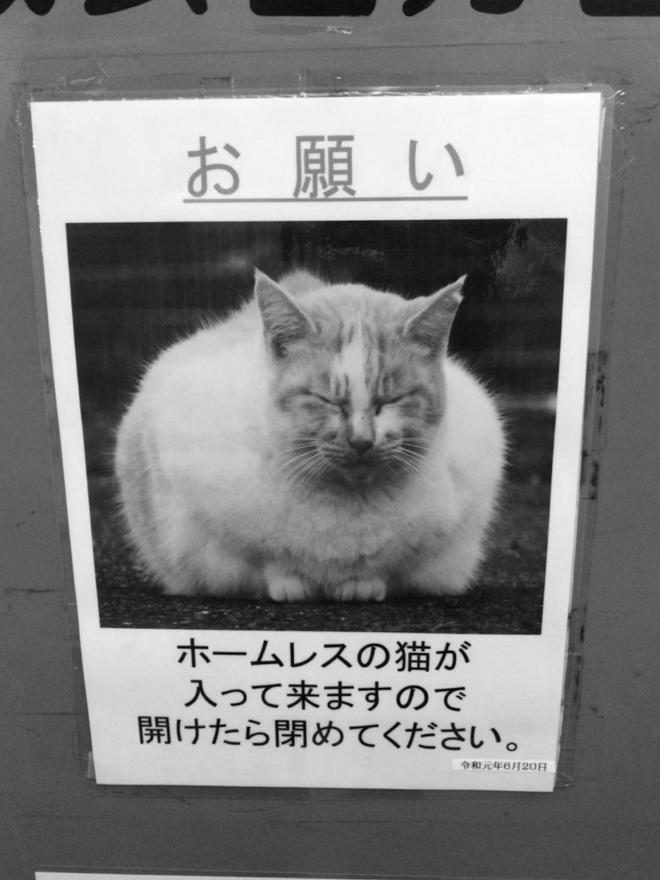 お願い
ホームレスの猫が
入って来ますので
開けたら閉めてください。
令和元年6月20日